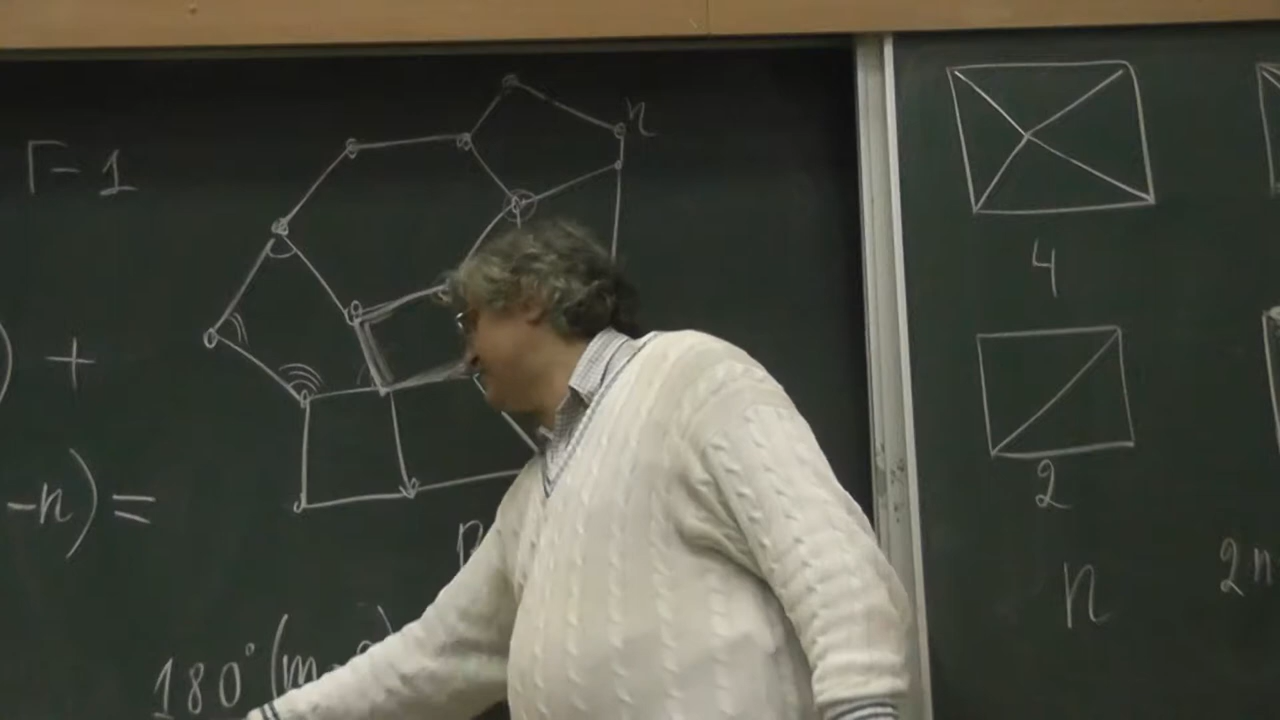 Г-1
n
) +
-n) =
180°(m-
4
2
n
2n